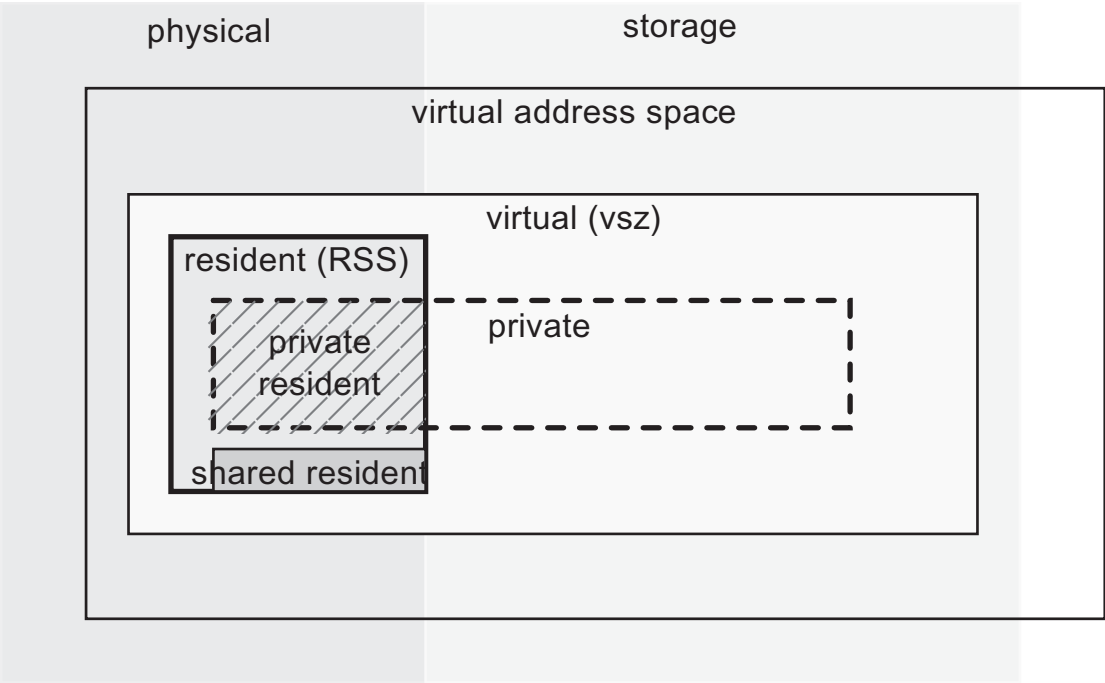 physical
storage
virtual address space
virtual (vsz)
resident (RSS)
private
private
resident
shared resident